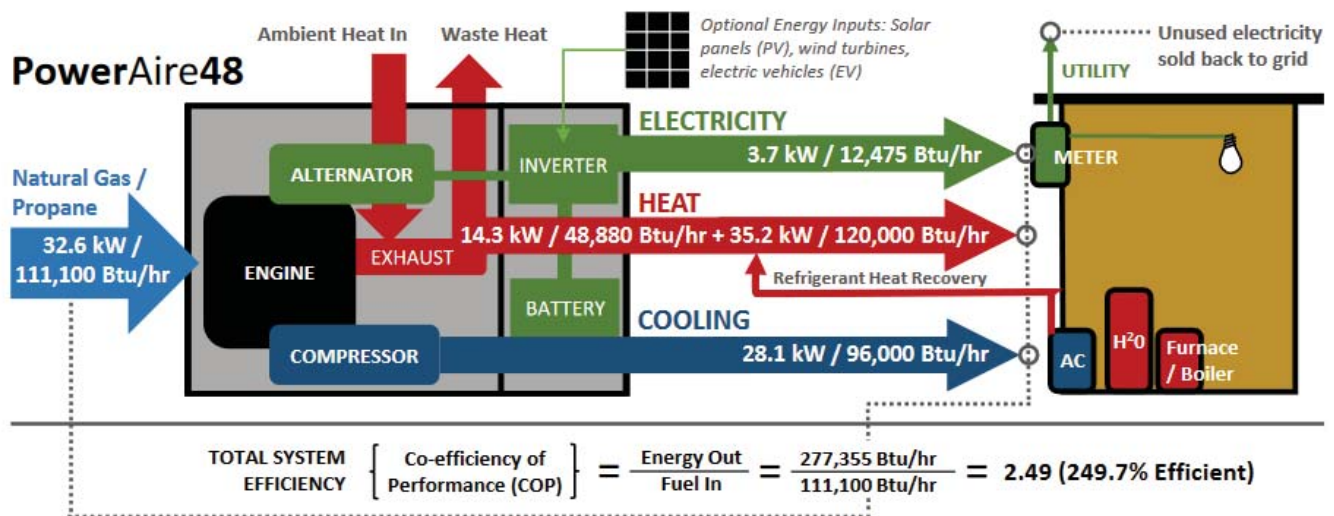 Ambient Heat In
Waste Heat
Optional Energy Inputs: Solar
panels (PV), wind turbines,
electric vehicles (EV)
Unused electricity
sold back to grid
UTILITY
PowerAire48
ELECTRICITY
3.7 kW / 12,475 Btu/hr
METER
ALTERNATOR
INVERTER
Natural Gas /
Propane
32.6 kW /
111,100 Btu/hr
HEAT
14.3 kW / 48,880 Btu/hr + 35.2 kW / 120,000 Btu/hr
ENGINE
EXHAUST
Refrigerant Heat Recovery
BATTERY
COOLING
28.1 kW / 96,000 Btu/hr
COMPRESSOR
AC
H²0
Furnace
/ Boiler
TOTAL SYSTEM
EFFICIENCY
Co-efficiency of
Performance (COP)
= Energy Out
Fuel In
= 277,355 Btu/hr
111,100 Btu/hr
= 2.49 (249.7% Efficient)